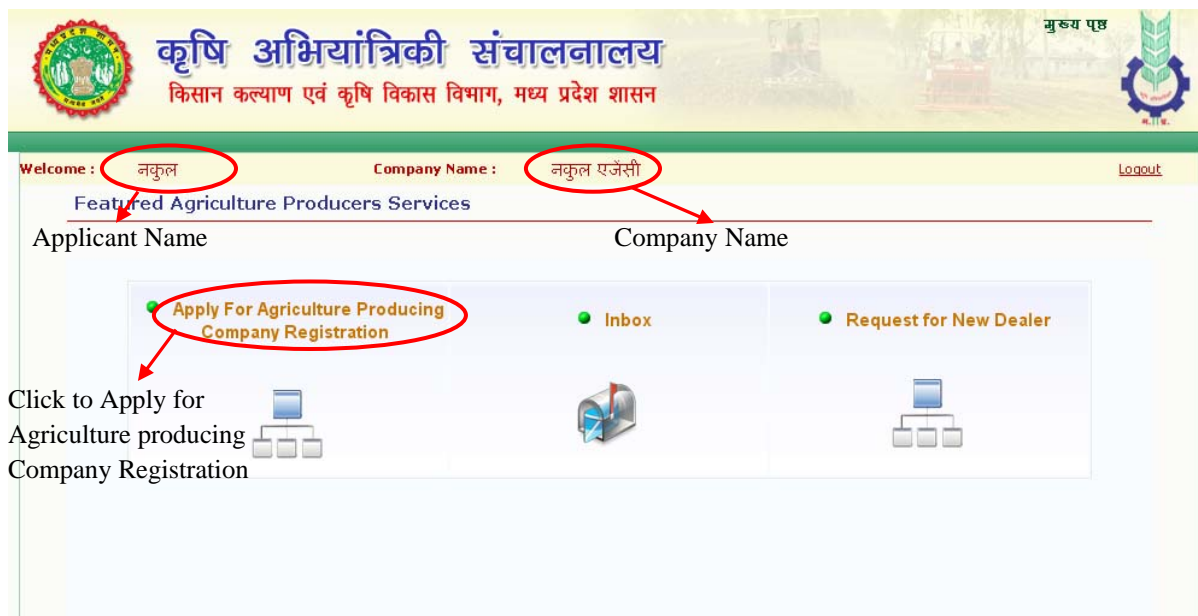 मुख्य पृष्ठ
कृषि अभियांत्रिकी संचालनालय
किसान कल्याण एवं कृषि विकास विभाग, मध्य प्रदेश शासन
म. प्र.
Welcome : नकुल Company Name : नकुल एजेंसी Logout
Featured Agriculture Producers Services
Applicant Name Company Name
Apply For Agriculture Producing
Company Registration
Inbox
Request for New Dealer
Click to Apply for
Agriculture producing
Company Registration